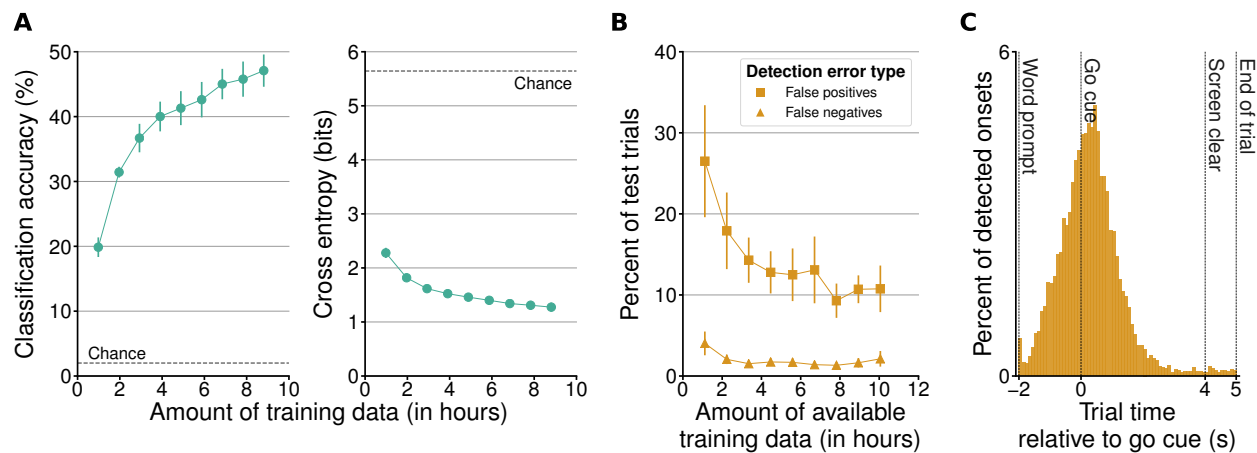 A
Classification accuracy (%)
50
40
30
20
10
0
Chance
0
2
4
6
8
10
Cross entropy (bits)
6
5
4
3
2
1
0
Chance
0
2
4
6
8
10
Amount of training data (in hours)
B
Percent of test trials
40
30
20
10
0
Detection error type
False positives
False negatives
0
2
4
6
8
10
12
Amount of available
training data (in hours)
C
Percent of detected onsets
6
0
Word prompt
Go cue
Screen clear
End of trial
−2
0
4
5
Trial time
relative to go cue (s)